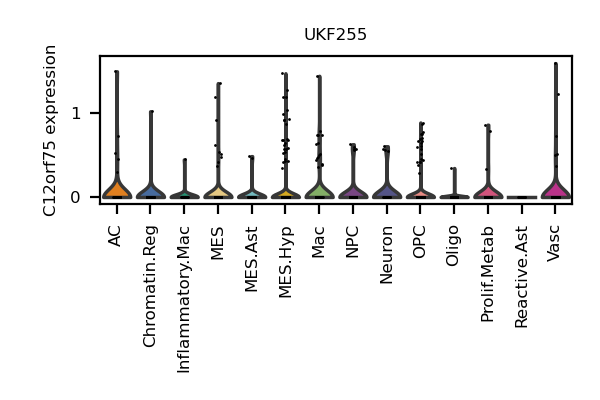 UKF255
C12orf75 expression
1
0
AC
Chromatin.Reg
Inflammatory.Mac
MES
MES.Ast
MES.Hyp
Mac
NPC
Neuron
OPC
Oligo
Prolif.Metab
Reactive.Ast
Vasc